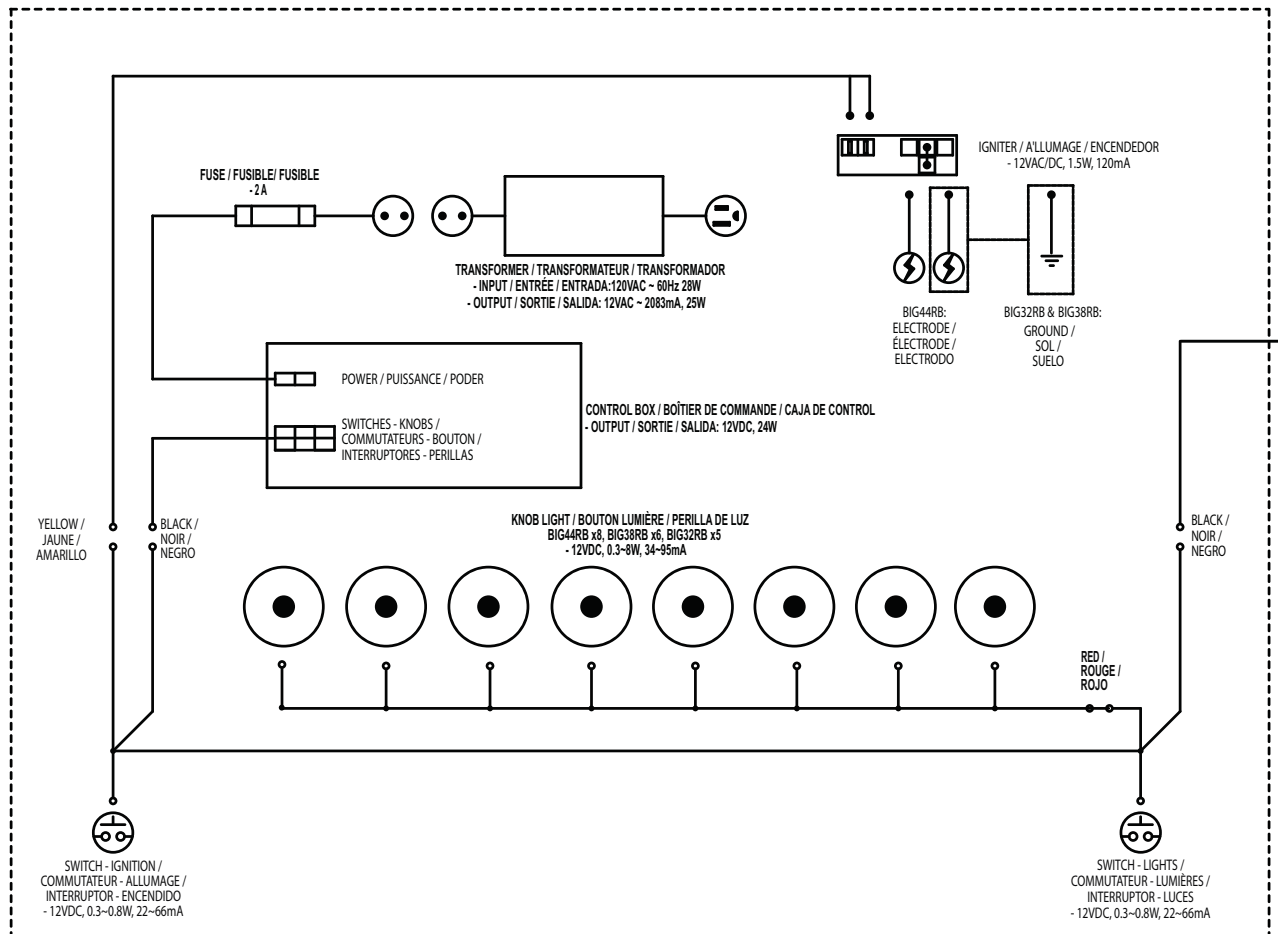 IGNITER / A'LLUMAGE / ENCENDEDOR
- 12VAC/DC, 1.5W, 120mA
FUSE / FUSIBLE/ FUSIBLE
- 2 A
TRANSFORMER / TRANSFORMATEUR / TRANSFORMADOR
- INPUT / ENTRÉE / ENTRADA:120VAC ~ 60Hz 28W
- OUTPUT / SORTIE / SALIDA: 12VAC ~ 2083mA, 25W
BIG44RB:
ELECTRODE /
ÉLECTRODE /
ELECTRODO
BIG32RB & BIG38RB:
GROUND /
SOL /
SUELO
POWER / PUISSANCE / PODER
SWITCHES - KNOBS /
COMMUTATEURS - BOUTON /
INTERRUPTORES - PERILLAS
CONTROL BOX / BOÎTIER DE COMMANDE / CAJA DE CONTROL
- OUTPUT / SORTIE / SALIDA: 12VDC, 24W
YELLOW /
JAUNE /
AMARILLO
BLACK /
NOIR /
NEGRO
KNOB LIGHT / BOUTON LUMIÈRE / PERILLA DE LUZ
BIG44RB x8, BIG38RB x6, BIG32RB x5
- 12VDC, 0.3~8W, 34~95mA
BLACK /
NOIR /
NEGRO
RED /
ROUGE /
ROJO
SWITCH - IGNITION /
COMMUTATEUR - ALLUMAGE /
INTERRUPTOR - ENCENDIDO
- 12VDC, 0.3~0.8W, 22~66mA
SWITCH - LIGHTS /
COMMUTATEUR - LUMIÈRES /
INTERRUPTOR - LUCES
- 12VDC, 0.3~0.8W, 22~66mA